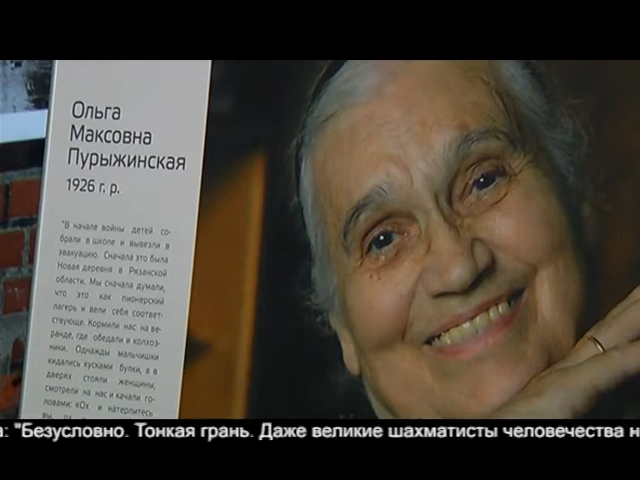 Ольга
Максовна
Пурыжинская
1926 г. р.
"В начале войны детей со-
брали в школе и вывезли в
эвакуацию. Сначала это была
Новая деревня в Рязанской
области. Мы сначала думали,
что это как пионерский
лагерь и вели себя соответ-
ствующе. Кормили нас на ве-
ранде, где обедали и колхоз-
ники. Однажды мальчишки
кидались кусками булки, а в
дверях стояли женщины,
смотрели на нас и качали го-
ловами: «Ох и натерпитесь
а: "Безусловно. Тонкая грань. Даже великие шахматисты человечества н